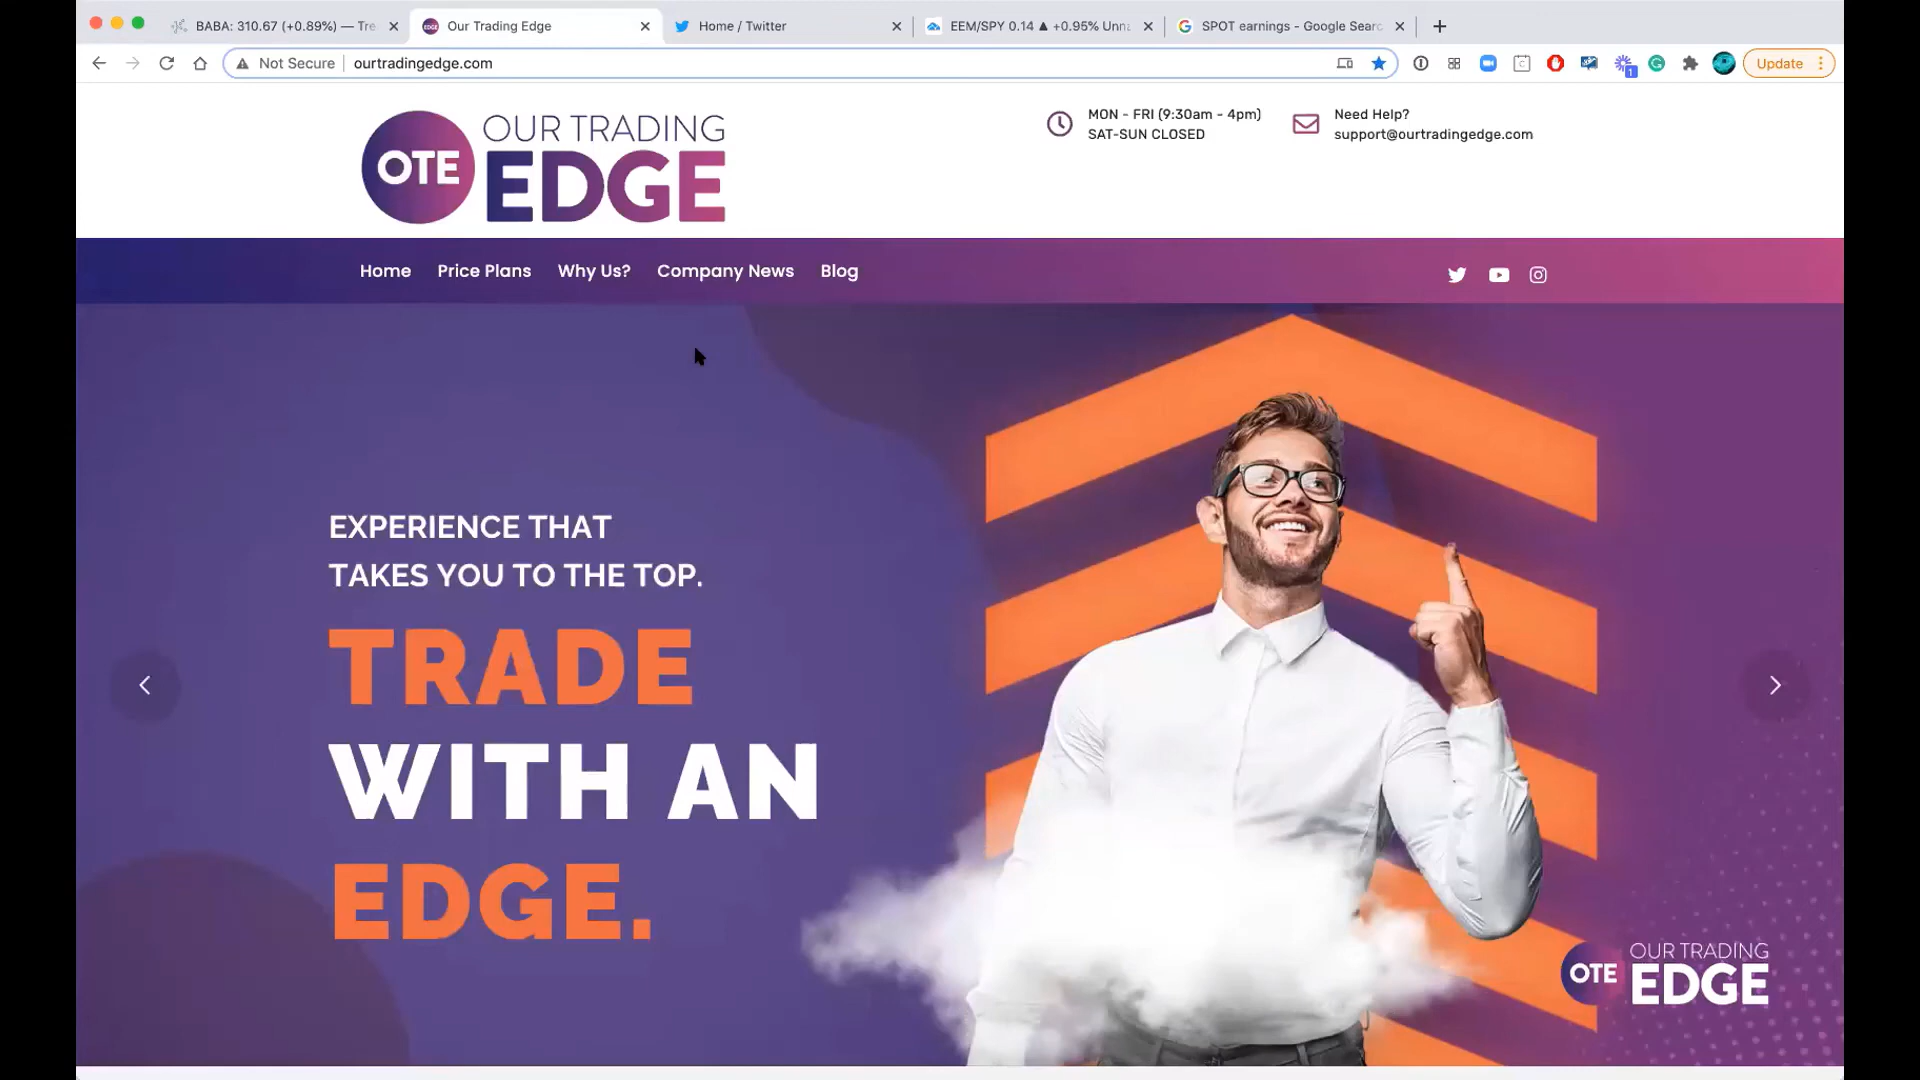 BABA: 310.67 (+0.89%) — Tre
Our Trading Edge
Home / Twitter
EEM/SPY 0.14 ▲ +0.95% Unna
SPOT earnings - Google Searc
Not Secure
ourtradingedge.com
1
Update
OTE
OUR TRADING
EDGE
MON - FRI (9:30am - 4pm)
SAT-SUN CLOSED
Need Help?
support@ourtradingedge.com
Home
Price Plans
Why Us?
Company News
Blog
EXPERIENCE THAT
TAKES YOU TO THE TOP.
TRADE
WITH AN
EDGE.
OTE
OUR TRADING
EDGE